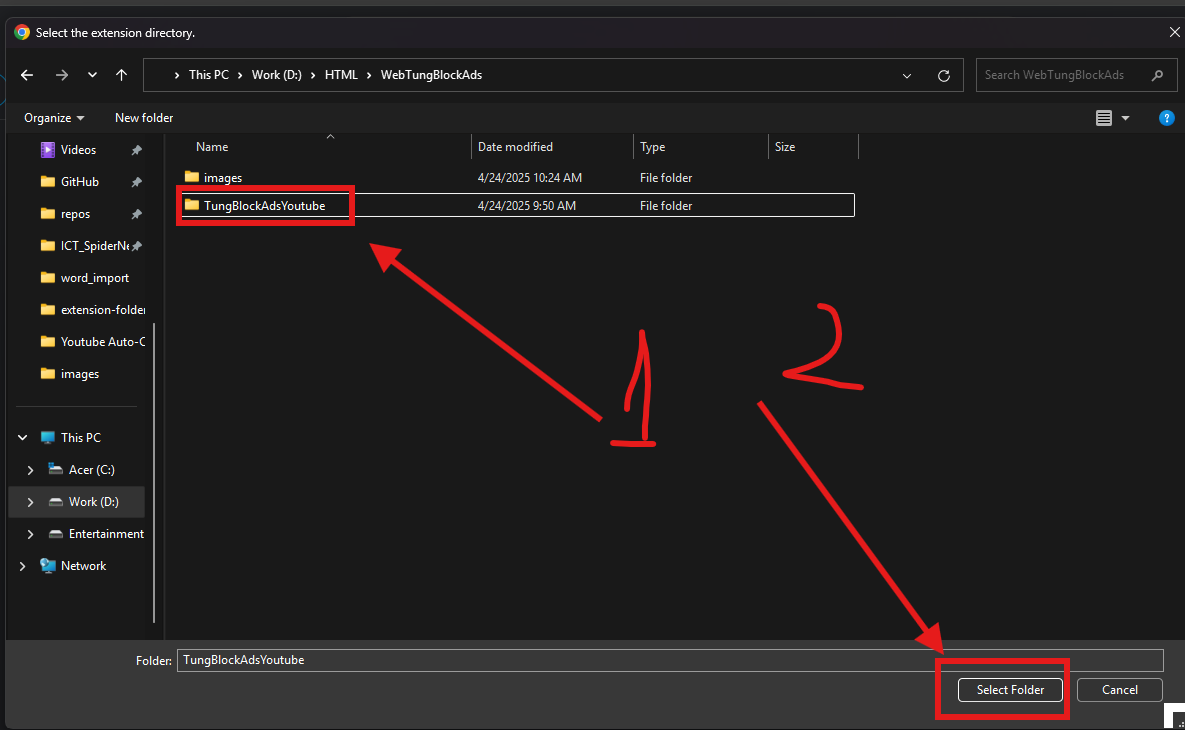 Select the extension directory.
This PC › Work (D:) › HTML › WebTungBlockAds
Search WebTungBlockAds
Organize
New folder
Name
Date modified
Type
Size
Videos
GitHub
repos
ICT_SpiderNe
word_import
extension-folder
Youtube Auto-C
images
This PC
Acer (C:)
Work (D:)
Entertainment
Network
images 4/24/2025 10:24 AM File folder
TungBlockAdsYoutube 4/24/2025 9:50 AM File folder
1
2
Folder: TungBlockAdsYoutube
Select Folder
Cancel